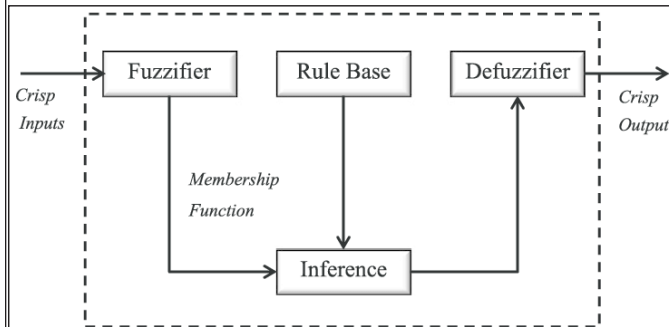 Fuzzifier
Rule Base
Defuzzifier
Crisp
Inputs
Crisp
Output
Membership
Function
Inference